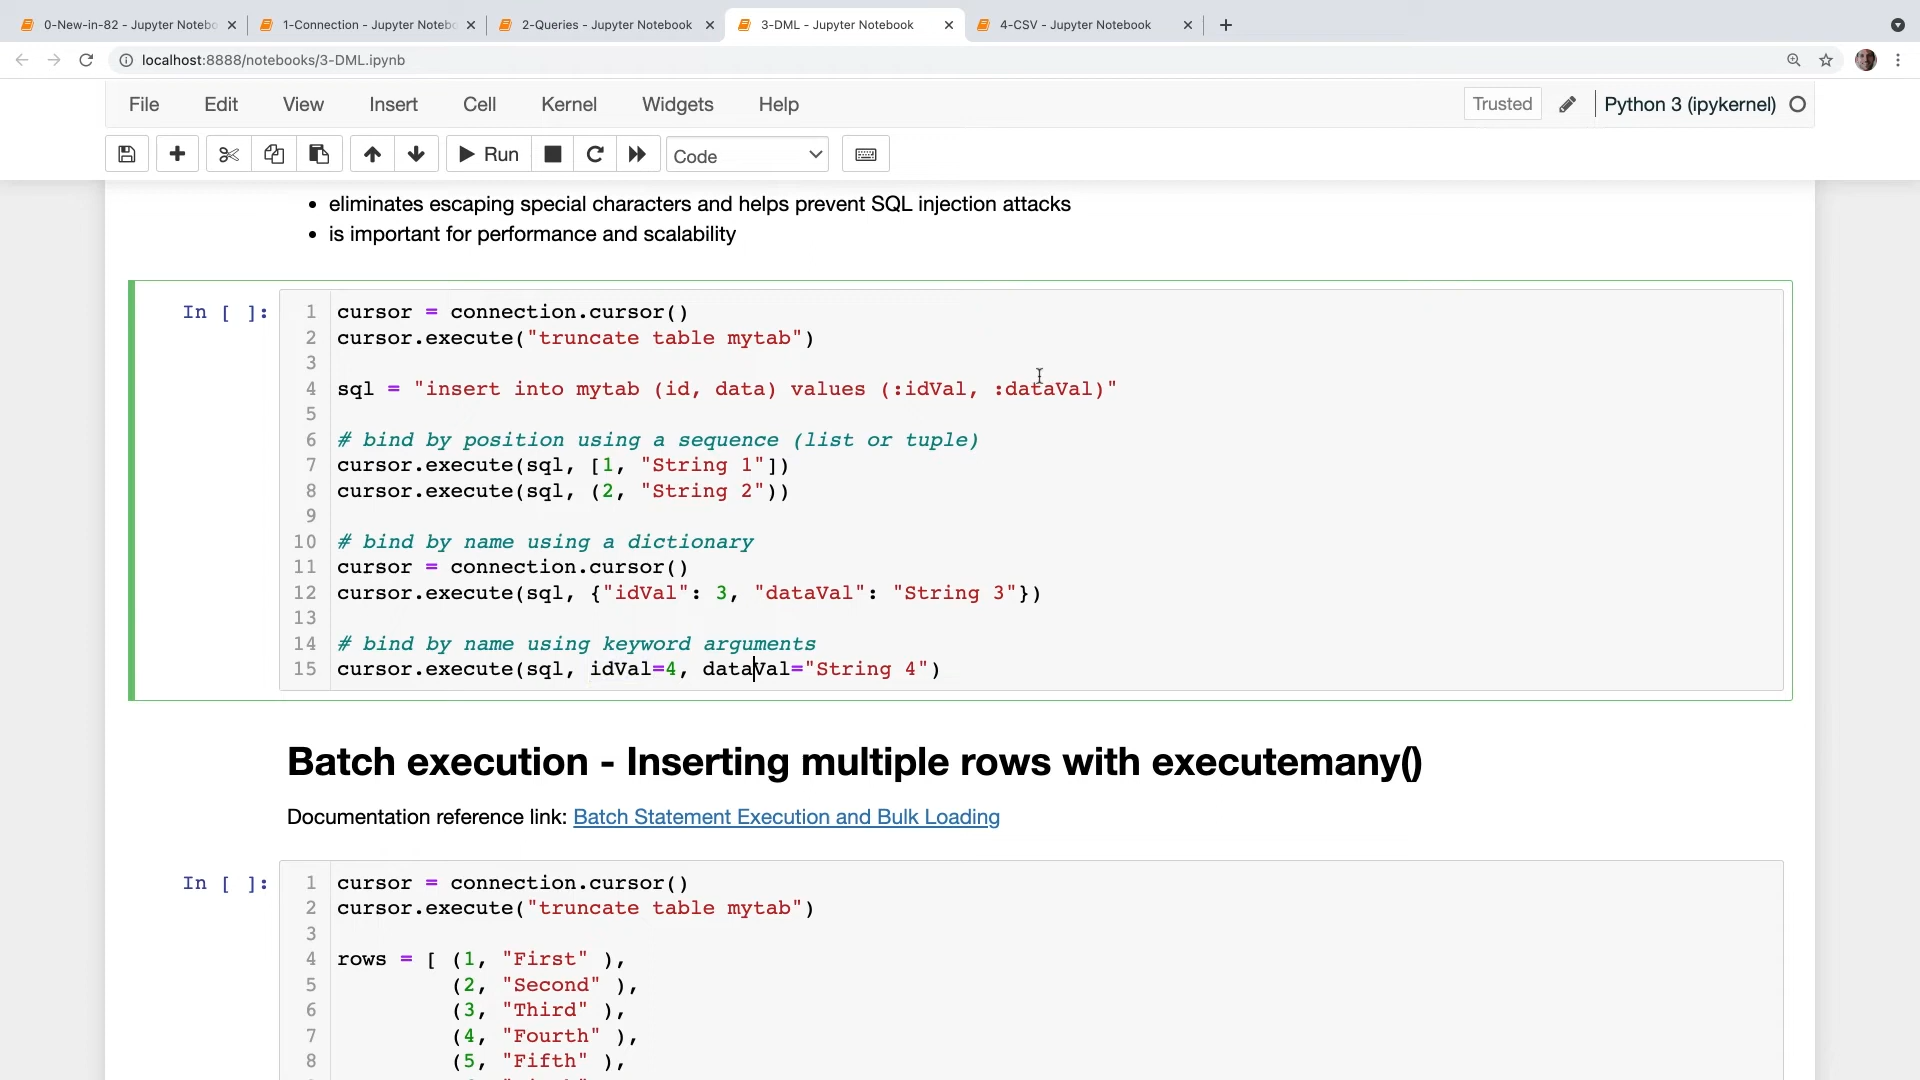 0-New-in-82 - Jupyter Notebo
1-Connection - Jupyter Notebo
2-Queries - Jupyter Notebook
3-DML - Jupyter Notebook
4-CSV - Jupyter Notebook
localhost:8888/notebooks/3-DML.ipynb
File Edit View Insert Cell Kernel Widgets Help Trusted Python 3 (ipykernel)
Run Code
• eliminates escaping special characters and helps prevent SQL injection attacks
• is important for performance and scalability
In [ ]:
1 cursor = connection.cursor()
2 cursor.execute("truncate table mytab")
3
4 sql = "insert into mytab (id, data) values (:idVal, :dataVal)"
5
6 # bind by position using a sequence (list or tuple)
7 cursor.execute(sql, [1, "String 1"])
8 cursor.execute(sql, (2, "String 2"))
9
10 # bind by name using a dictionary
11 cursor = connection.cursor()
12 cursor.execute(sql, {"idVal": 3, "dataVal": "String 3"})
13
14 # bind by name using keyword arguments
15 cursor.execute(sql, idVal=4, dataVal="String 4")
Batch execution - Inserting multiple rows with executemany()
Documentation reference link: Batch Statement Execution and Bulk Loading
In [ ]:
1 cursor = connection.cursor()
2 cursor.execute("truncate table mytab")
3
4 rows = [ (1, "First" ),
5 (2, "Second" ),
6 (3, "Third" ),
7 (4, "Fourth" ),
8 (5, "Fifth" ),